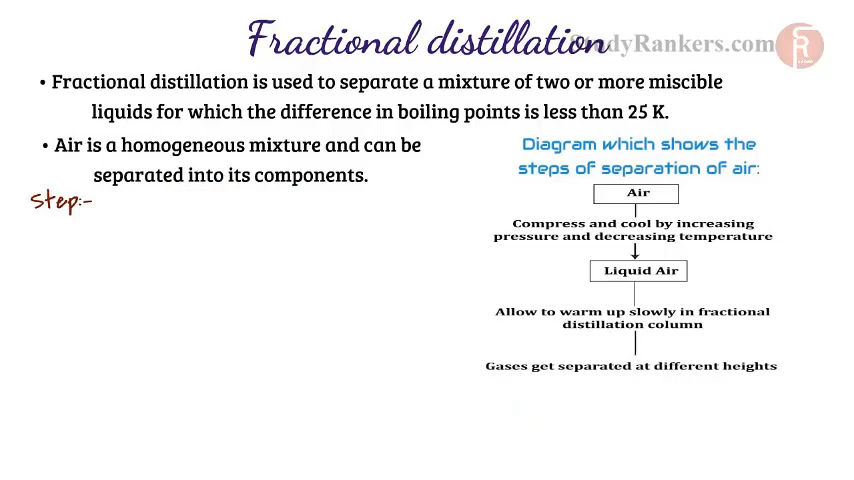 Fractional distillation
StudyRankers.com
• Fractional distillation is used to separate a mixture of two or more miscible
liquids for which the difference in boiling points is less than 25 K.
• Air is a homogeneous mixture and can be
separated into its components.
Step:-
Diagram which shows the
steps of separation of air:
Air
Compress and cool by increasing
pressure and decreasing temperature
Liquid Air
Allow to warm up slowly in fractional
distillation column
Gases get separated at different heights